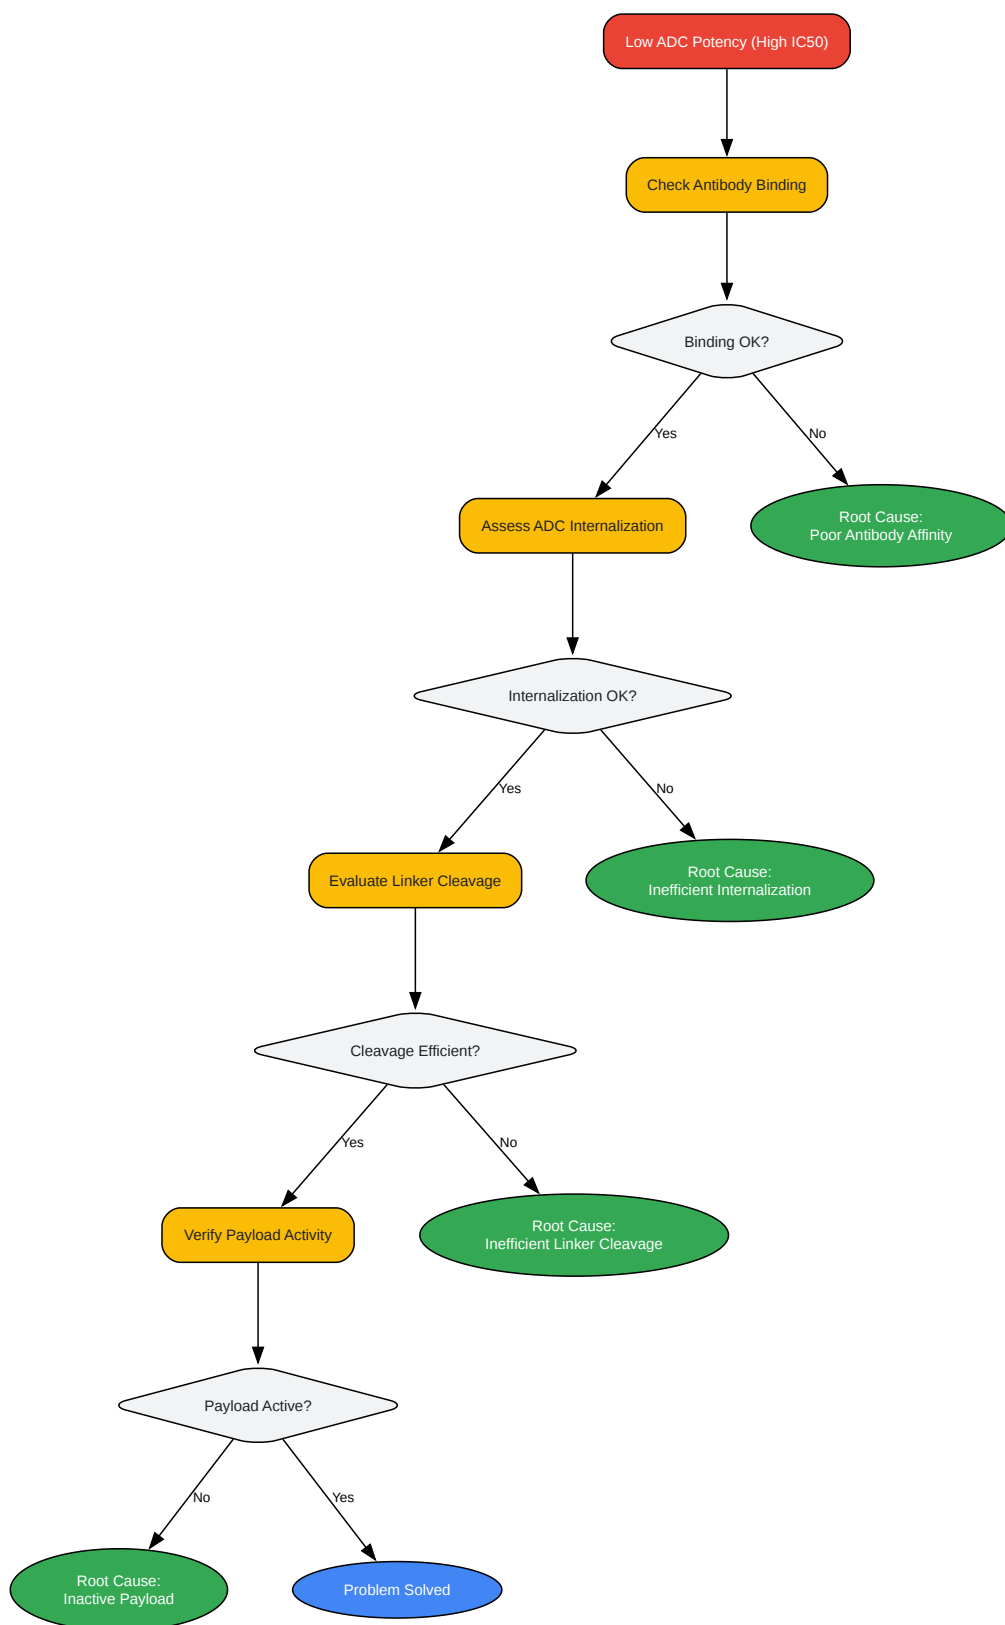 Low ADC Potency (High IC50)
Check Antibody Binding
Binding OK?
Yes
No
Assess ADC Internalization
Root Cause:
Poor Antibody Affinity
Internalization OK?
Yes
No
Evaluate Linker Cleavage
Root Cause:
Inefficient Internalization
Cleavage Efficient?
Yes
No
Verify Payload Activity
Root Cause:
Inefficient Linker Cleavage
Payload Active?
No
Yes
Root Cause:
Inactive Payload
Problem Solved